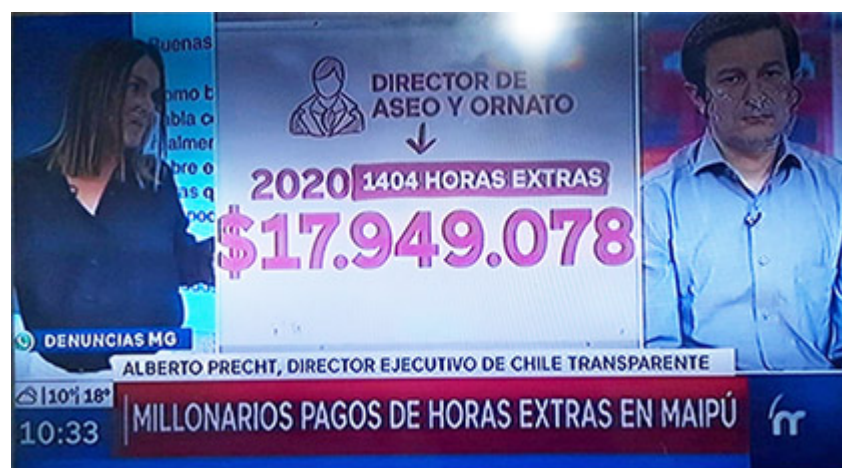 Buenas
DIRECTOR DE
ASEO Y ORNATO
2020 1404 HORAS EXTRAS
$17.949.078
DENUNCIAS MG
ALBERTO PRECHT, DIRECTOR EJECUTIVO DE CHILE TRANSPARENTE
10° 18°
10:33
MILLONARIOS PAGOS DE HORAS EXTRAS EN MAIPÚ